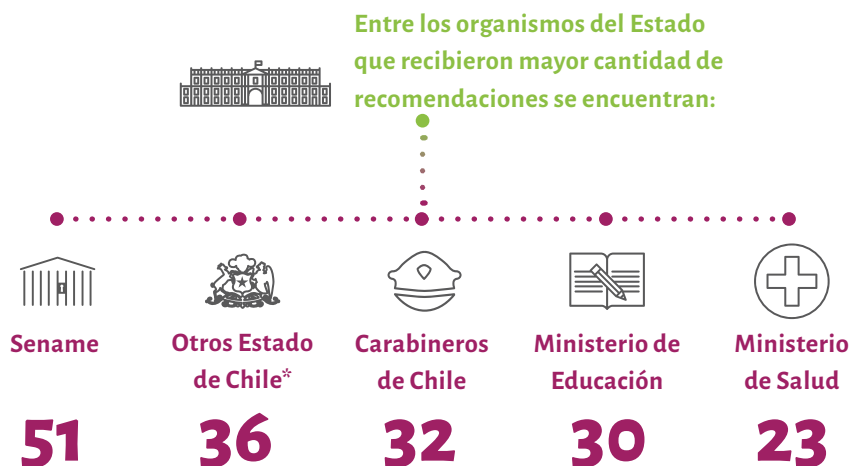 Entre los organismos del Estado
que recibieron mayor cantidad de
recomendaciones se encuentran:
Sename
51
Otros Estado
de Chile*
36
Carabineros
de Chile
32
Ministerio de
Educación
30
Ministerio
de Salud
23